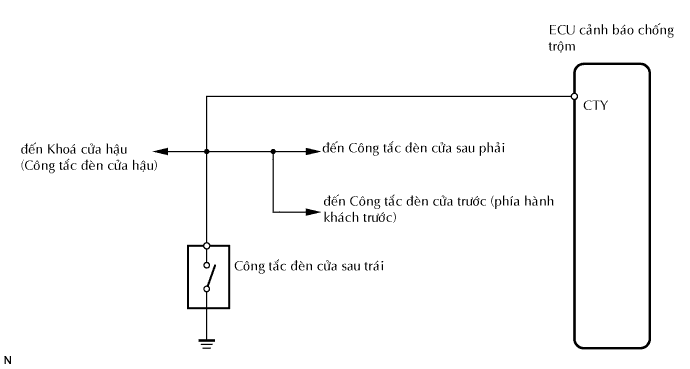 ECU cảnh báo chống
trộm
CTY
đến Khoá cửa hậu
(Công tắc đèn cửa hậu)
đến Công tắc đèn cửa sau phải
đến Công tắc đèn cửa trước (phía hành
khách trước)
Công tắc đèn cửa sau trái
N